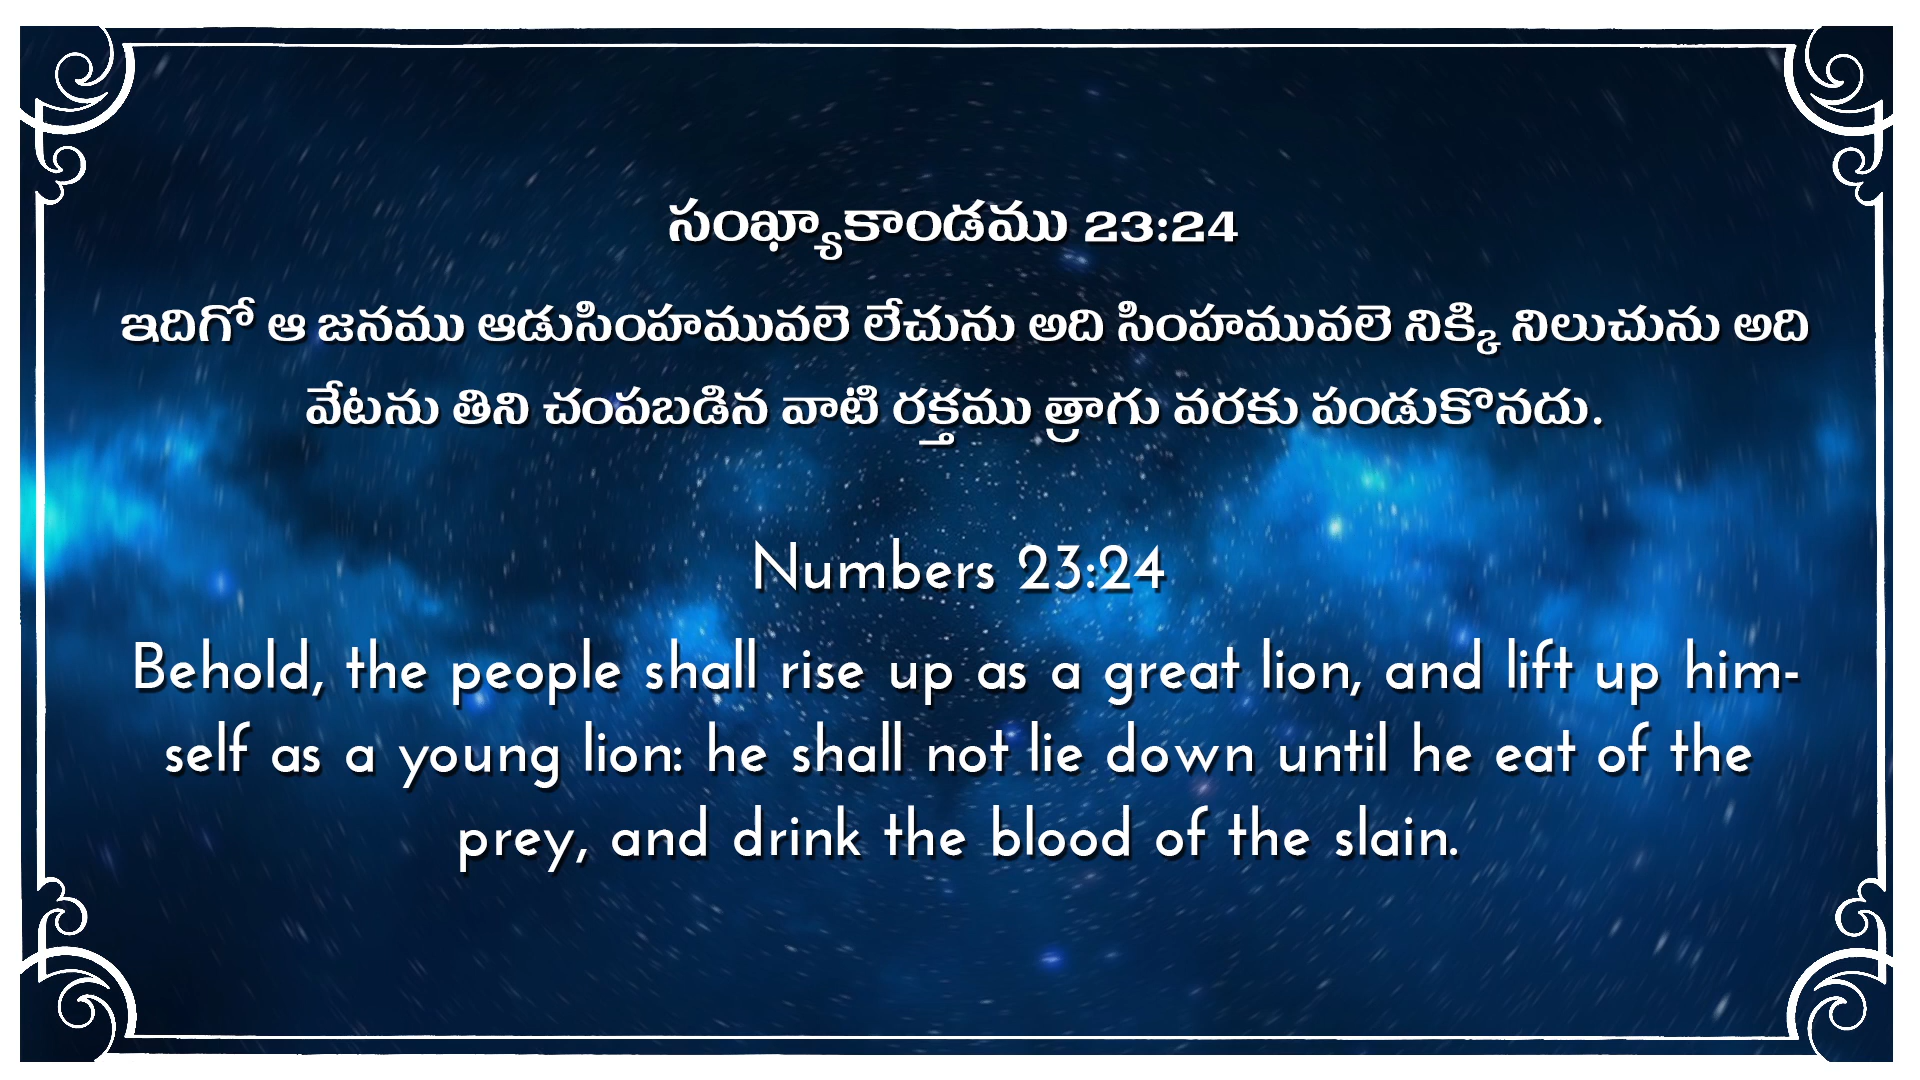 సంఖ్యాకాండము 23:24
ఇదిగో ఆ జనము ఆడుసింహమువలె లేచును అది సింహమువలె నిక్కి నిలుచును అది
వేటను తిని చంపబడిన వాటి రక్తము త్రాగు వరకు పండుకొనదు.
Numbers 23:24
Behold, the people shall rise up as a great lion, and lift up him-
self as a young lion: he shall not lie down until he eat of the
prey, and drink the blood of the slain.